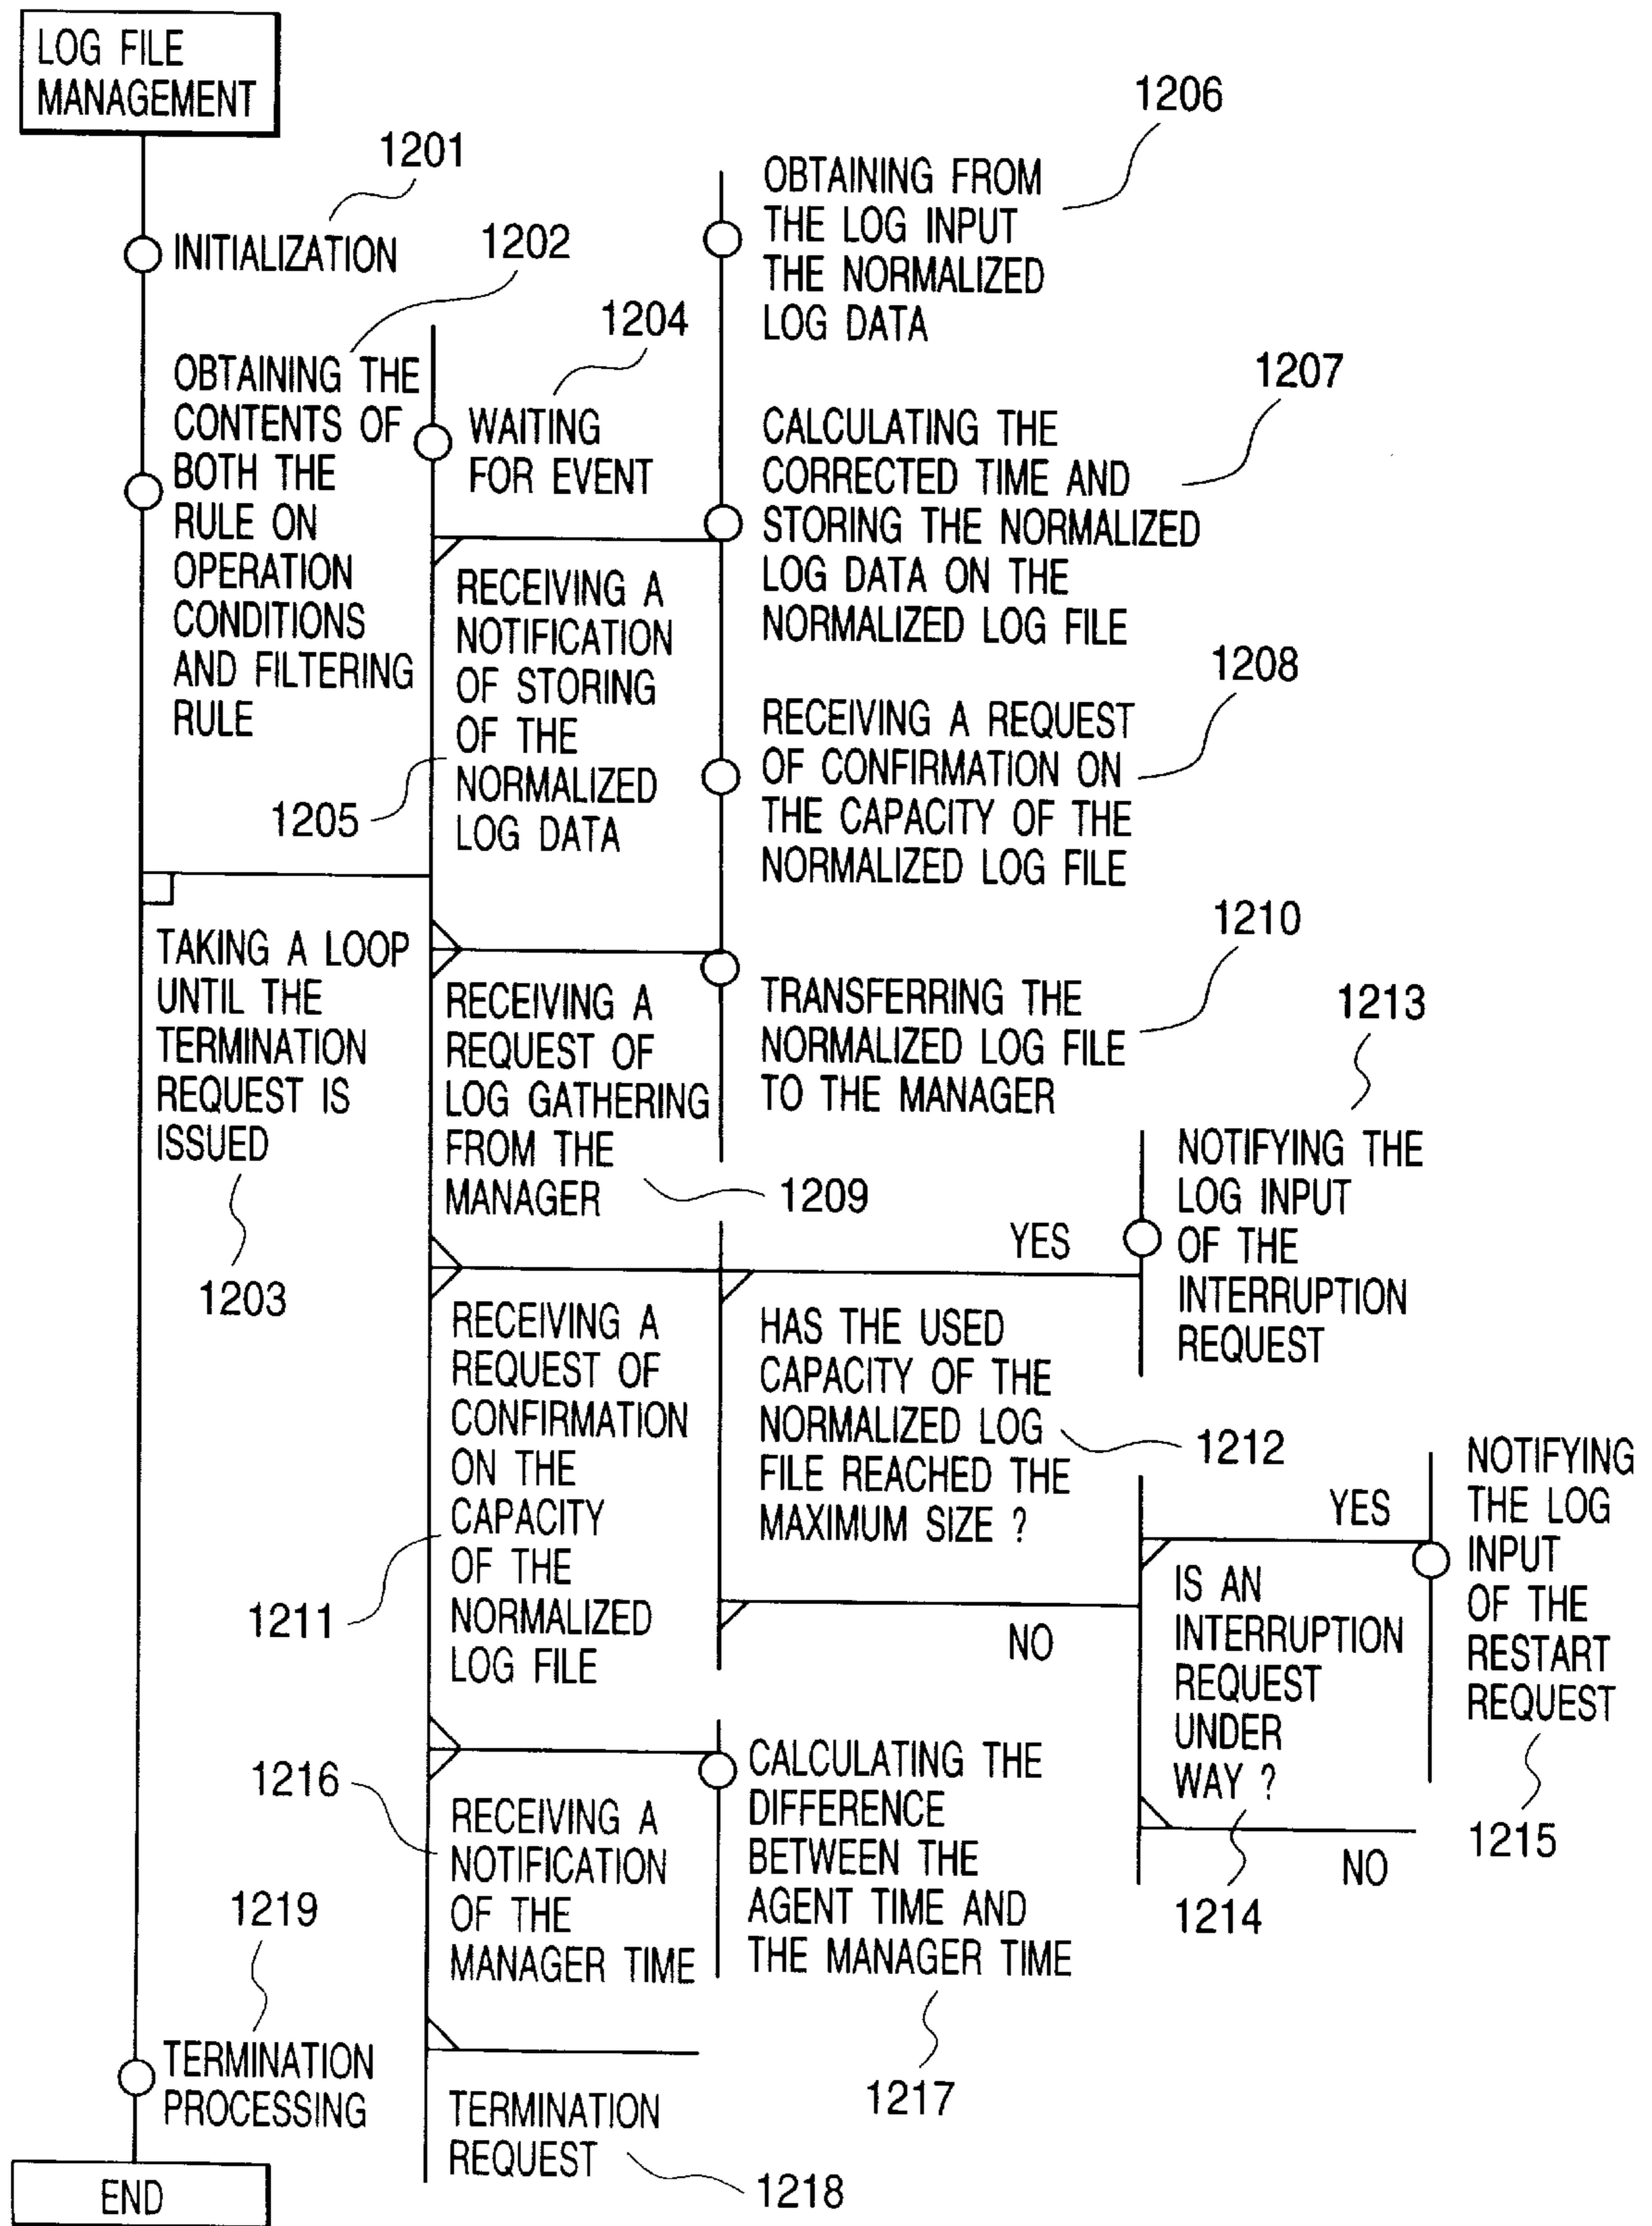 LOG FILE
MANAGEMENT
1201
INITIALIZATION
1202
OBTAINING THE
CONTENTS OF
BOTH THE
RULE ON
OPERATION
CONDITIONS
AND FILTERING
RULE
1204
WAITING
FOR EVENT
1206
OBTAINING FROM
THE LOG INPUT
THE NORMALIZED
LOG DATA
1207
CALCULATING THE
CORRECTED TIME AND
STORING THE NORMALIZED
LOG DATA ON THE
NORMALIZED LOG FILE
RECEIVING A
NOTIFICATION
OF STORING
OF THE
NORMALIZED
LOG DATA
1205
1208
RECEIVING A REQUEST
OF CONFIRMATION ON
THE CAPACITY OF THE
NORMALIZED LOG FILE
TAKING A LOOP
UNTIL THE
TERMINATION
REQUEST IS
ISSUED
1203
RECEIVING A
REQUEST OF
LOG GATHERING
FROM THE
MANAGER
1209
1210
TRANSFERRING THE
NORMALIZED LOG FILE
TO THE MANAGER
1213
NOTIFYING THE
LOG INPUT
OF THE
INTERRUPTION
REQUEST
YES
RECEIVING A
REQUEST OF
CONFIRMATION
ON THE
CAPACITY
OF THE
NORMALIZED
LOG FILE
1211
HAS THE USED
CAPACITY OF THE
NORMALIZED LOG
FILE REACHED THE
MAXIMUM SIZE ?
1212
NO
YES
IS AN
INTERRUPTION
REQUEST
UNDER
WAY ?
1214
NO
NOTIFYING
THE LOG
INPUT
OF THE
RESTART
REQUEST
1215
1216
RECEIVING A
NOTIFICATION
OF THE
MANAGER TIME
CALCULATING THE
DIFFERENCE
BETWEEN THE
AGENT TIME AND
THE MANAGER TIME
1217
1219
TERMINATION
PROCESSING
TERMINATION
REQUEST
1218
END